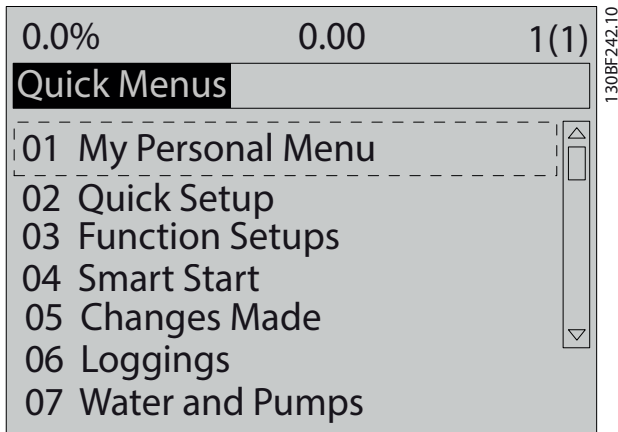 0.0% 0.00 1(1)
Quick Menus
01 My Personal Menu
02 Quick Setup
03 Function Setups
04 Smart Start
05 Changes Made
06 Loggings
07 Water and Pumps
130BF242.10